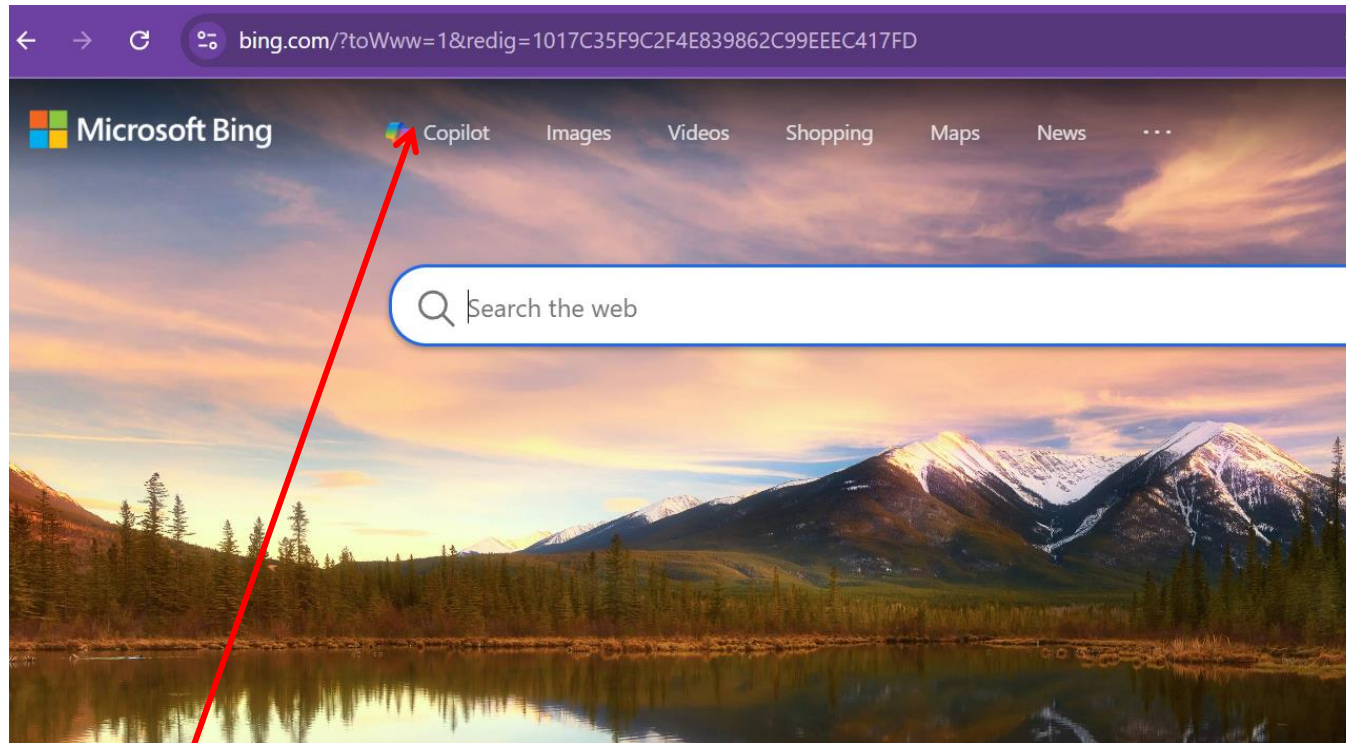 bing.com/?toWww=1&redig=1017C35F9C2F4E839862C99EEEC417FD
Microsoft Bing Copilot Images Videos Shopping Maps News ...
Search the web